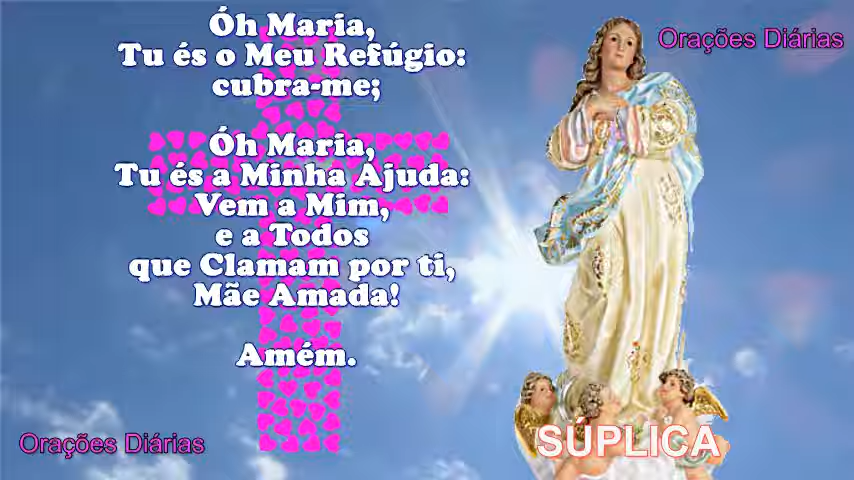 Óh Maria,
Tu és o Meu Refúgio:
cubra-me;
Óh Maria,
Tu és a Minha Ajuda:
Vem a Mim,
e a Todos
que Clamam por ti,
Mãe Amada!
Amém.
Orações Diárias
Orações Diárias
SÚPLICA